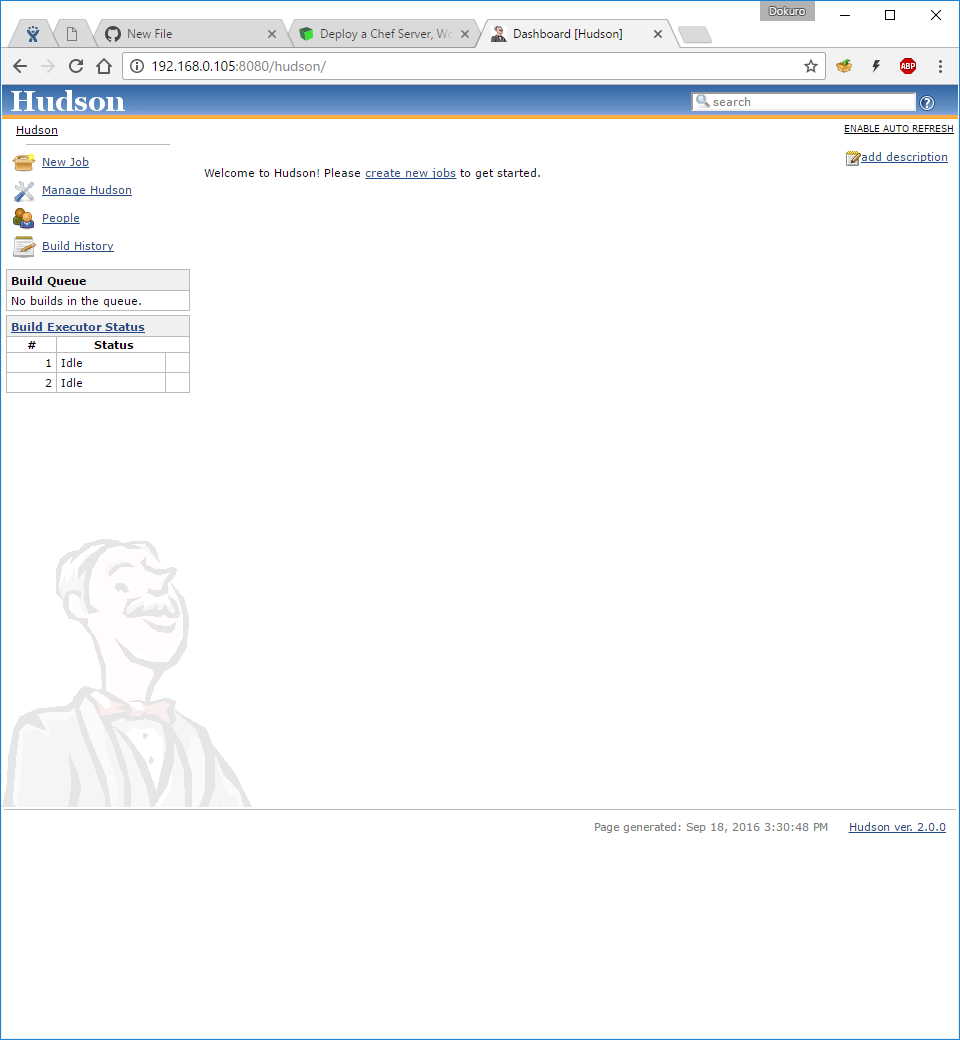 Dokuro
New File
Deploy a Chef Server, Wo
Dashboard [Hudson]
192.168.0.105:8080/hudson/
ABP
Hudson
search
?
Hudson
ENABLE AUTO REFRESH
add description
New Job
Welcome to Hudson! Please create new jobs to get started.
Manage Hudson
People
Build History
Build Queue
No builds in the queue.
Build Executor Status
# Status
1 Idle
2 Idle
Page generated: Sep 18, 2016 3:30:48 PM Hudson ver. 2.0.0